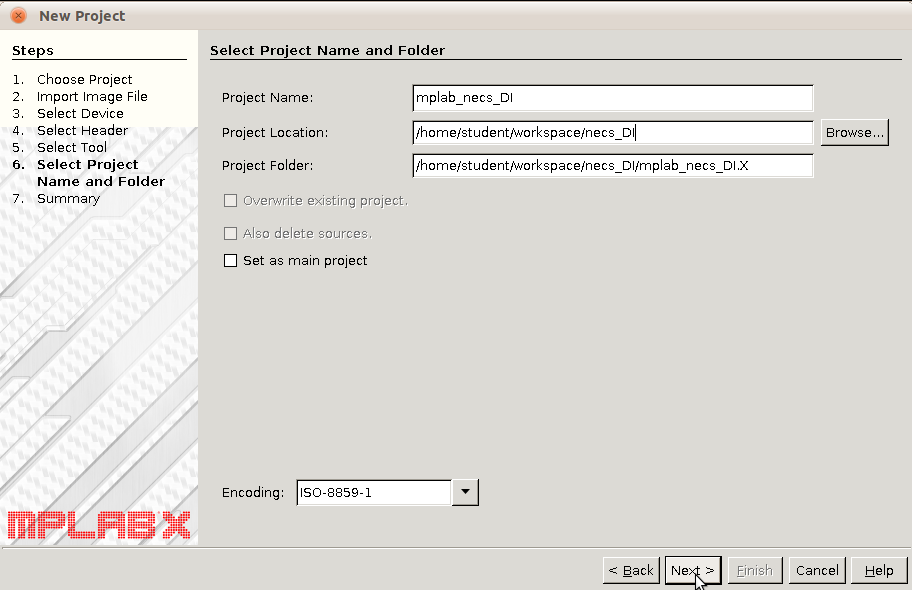 New Project
Steps
1. Choose Project
2. Import Image File
3. Select Device
4. Select Header
5. Select Tool
6. Select Project
Name and Folder
7. Summary
MPLAB X
Select Project Name and Folder
Project Name: mplab_necs_DI
Project Location: /home/student/workspace/necs_DI Browse...
Project Folder: /home/student/workspace/necs_DI/mplab_necs_DI.X
Overwrite existing project.
Also delete sources.
Set as main project
Encoding: ISO-8859-1
< Back Next > Finish Cancel Help